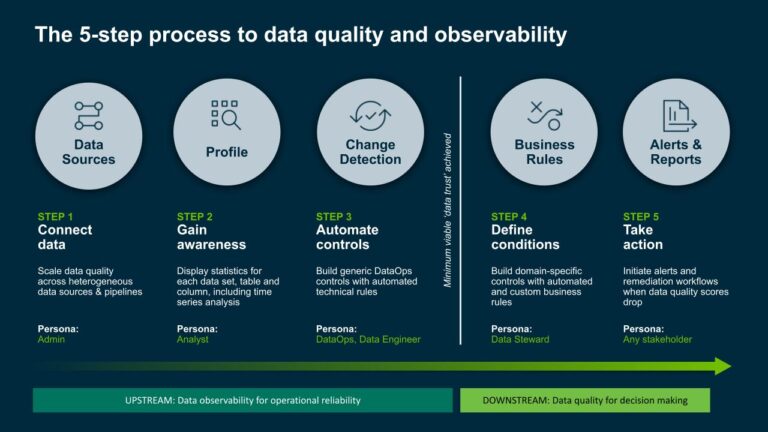 The 5-step process to data quality and observability
Data
Sources
Profile
Change
Detection
Minimum viable 'data trust' achieved
Business
Rules
Alerts &
Reports
STEP 1
Connect
data
Scale data quality
across heterogeneous
data sources & pipelines
Persona:
Admin
STEP 2
Gain
awareness
Display statistics for
each data set, table and
column, including time
series analysis
Persona:
Analyst
STEP 3
Automate
controls
Build generic DataOps
controls with automated
technical rules
Persona:
DataOps, Data Engineer
STEP 4
Define
conditions
Build domain-specific
controls with automated
and custom business
rules
Persona:
Data Steward
STEP 5
Take
action
Initiate alerts and
remediation workflows
when data quality scores
drop
Persona:
Any stakeholder
UPSTREAM: Data observability for operational reliability
DOWNSTREAM: Data quality for decision making